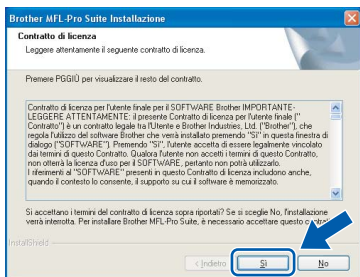 Brother MFL-Pro Suite Installazione
Contratto di licenza
Leggere attentamente il seguente contratto di licenza.
Premere PGGIÙ per visualizzare il resto del contratto.
Contratto di licenza per l'utente finale per il SOFTWARE Brother IMPORTANTE-
LEGGERE ATTENTAMENTE: il presente Contratto di licenza per l'utente finale ("
Contratto") è un contratto legale tra l'Utente e Brother Industries, Ltd. ("Brother"), che
regola l'utilizzo del software Brother che verrà installato premendo "Sì" in questa finestra di
dialogo ("SOFTWARE"). Premendo "Sì", l'utente accetta di essere legalmente vincolato
dai termini di questo Contratto. Qualora l'utente non accetti i termini di questo Contratto,
non otterrà la licenza d'uso per il SOFTWARE, pertanto non potrà utilizzarlo.
I riferimenti al "SOFTWARE" presenti in questo Contratto di licenza includono anche,
quando il contesto lo consente, il supporto su cui il software è memorizzato.
Si accettano i termini del contratto di licenza sopra riportati? Se si sceglie No, l'installazione
verrà interrotta. Per installare Brother MFL-Pro Suite, è necessario accettare questo
InstallShield
< Indietro
Sì
No